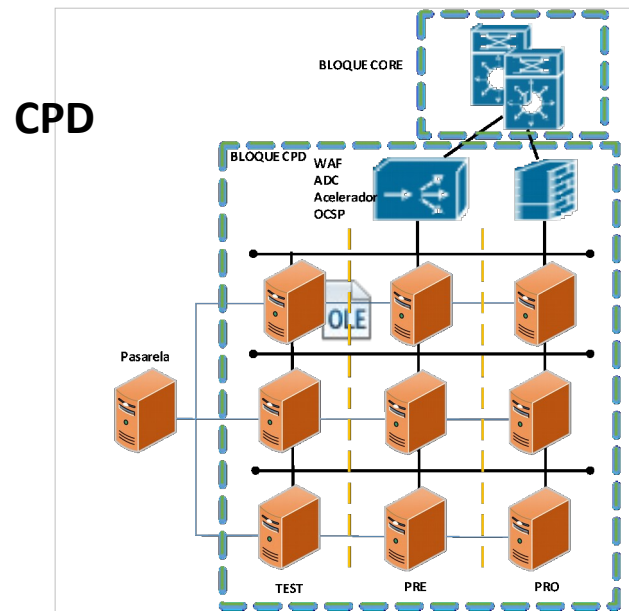 BLOQUE CORE
CPD
BLOQUE CPD
WAF
ADC
Acelerador
OCSP
OLE
Pasarela
TEST
PRE
PRO